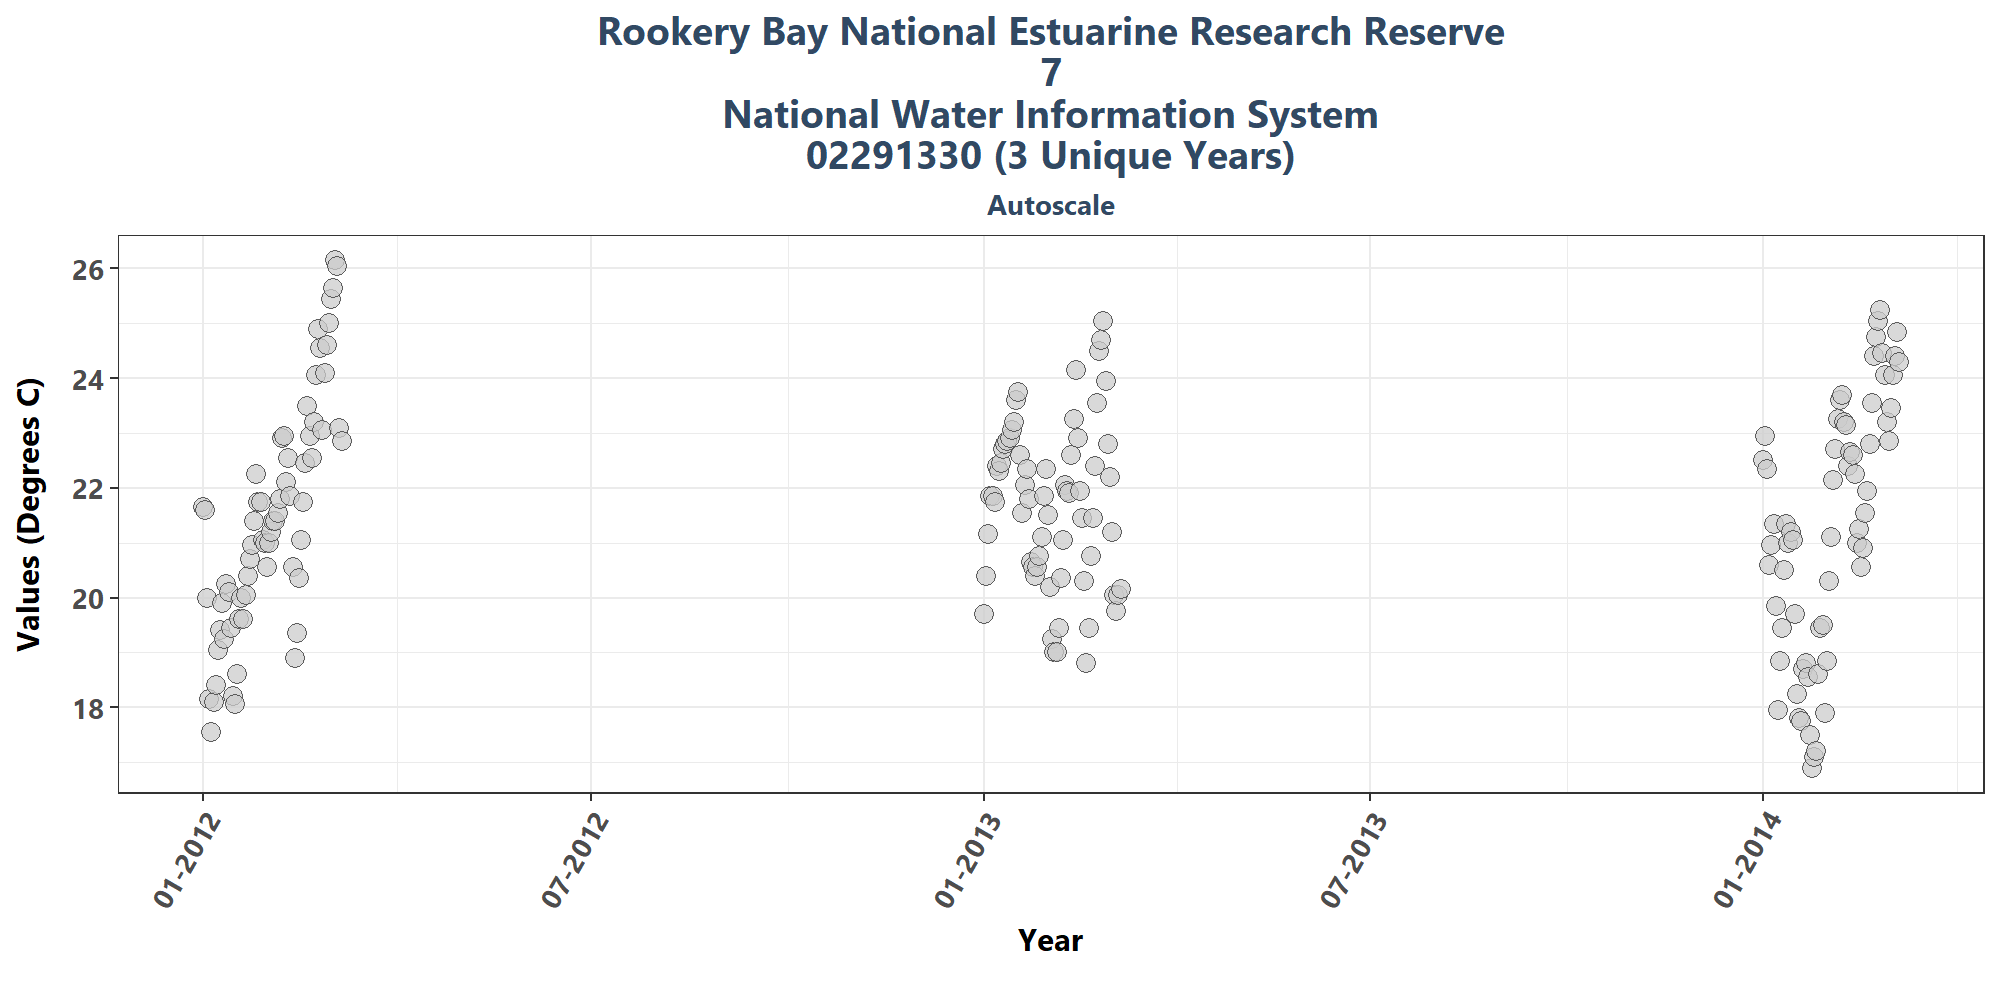 Rookery Bay National Estuarine Research Reserve
7
National Water Information System
02291330 (3 Unique Years)
Autoscale
26
24
22
20
18
Values (Degrees C)
01-2012
07-2012
01-2013
07-2013
01-2014
Year